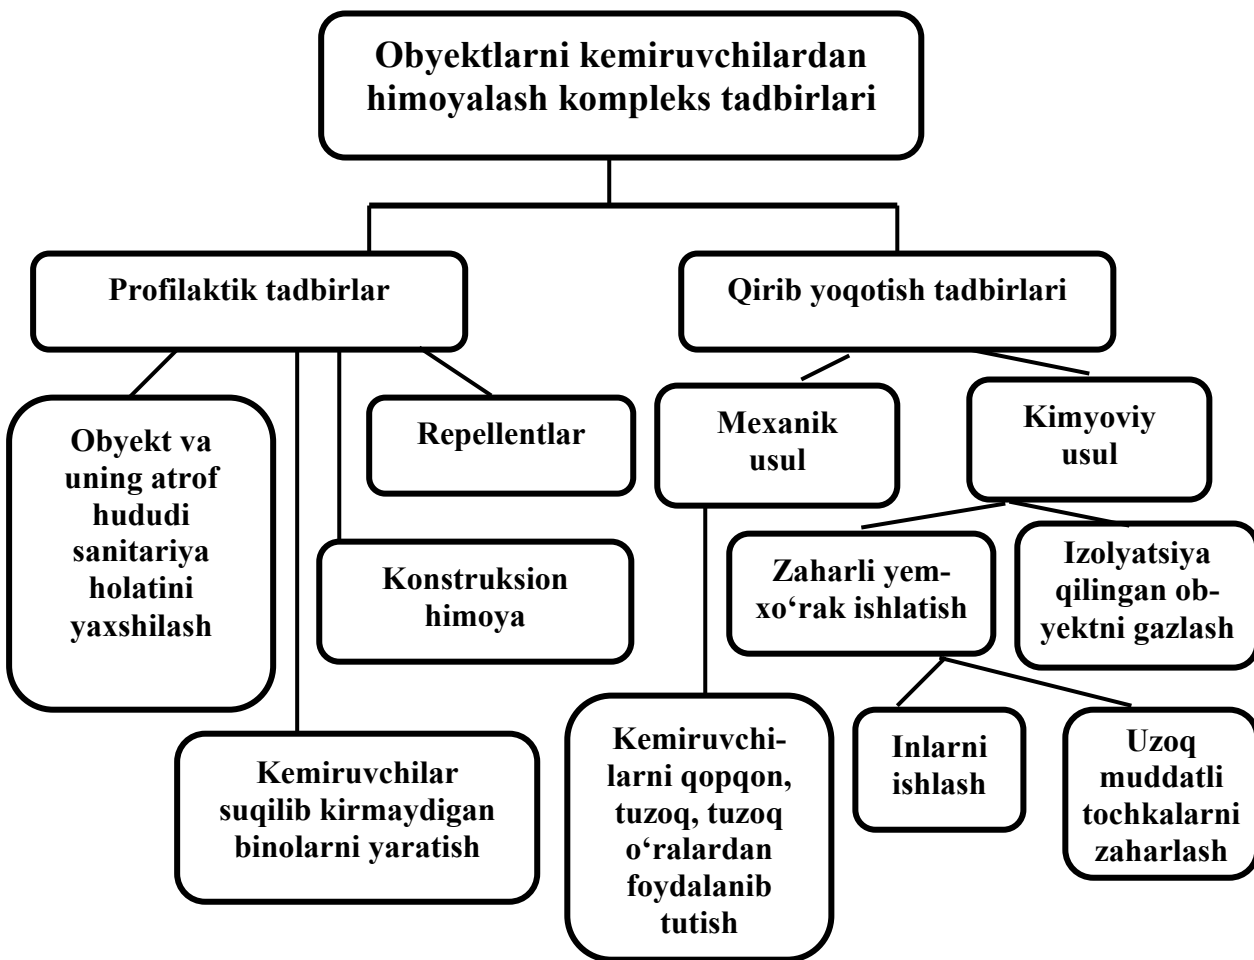 Obyektlarni kemiruvchilardan
himoyalash kompleks tadbirlari
Profilaktik tadbirlar
Qirib yoqotish tadbirlari
Obyekt va
uning atrof
hududi
sanitariya
holatini
yaxshilash
Repellentlar
Mexanik
usul
Kimyoviy
usul
Konstruksion
himoya
Zaharli yem-
xo‘rak ishlatish
Izolyatsiya
qilingan ob-
yektni gazlash
Kemiruvchilar
suqilib kirmaydigan
binolarni yaratish
Kemiruvchi-
larni qopqon,
tuzoq, tuzoq
o‘ralardan
foydalanib
tutish
Inlarni
ishlash
Uzoq
muddatli
tochkalarni
zaharlash